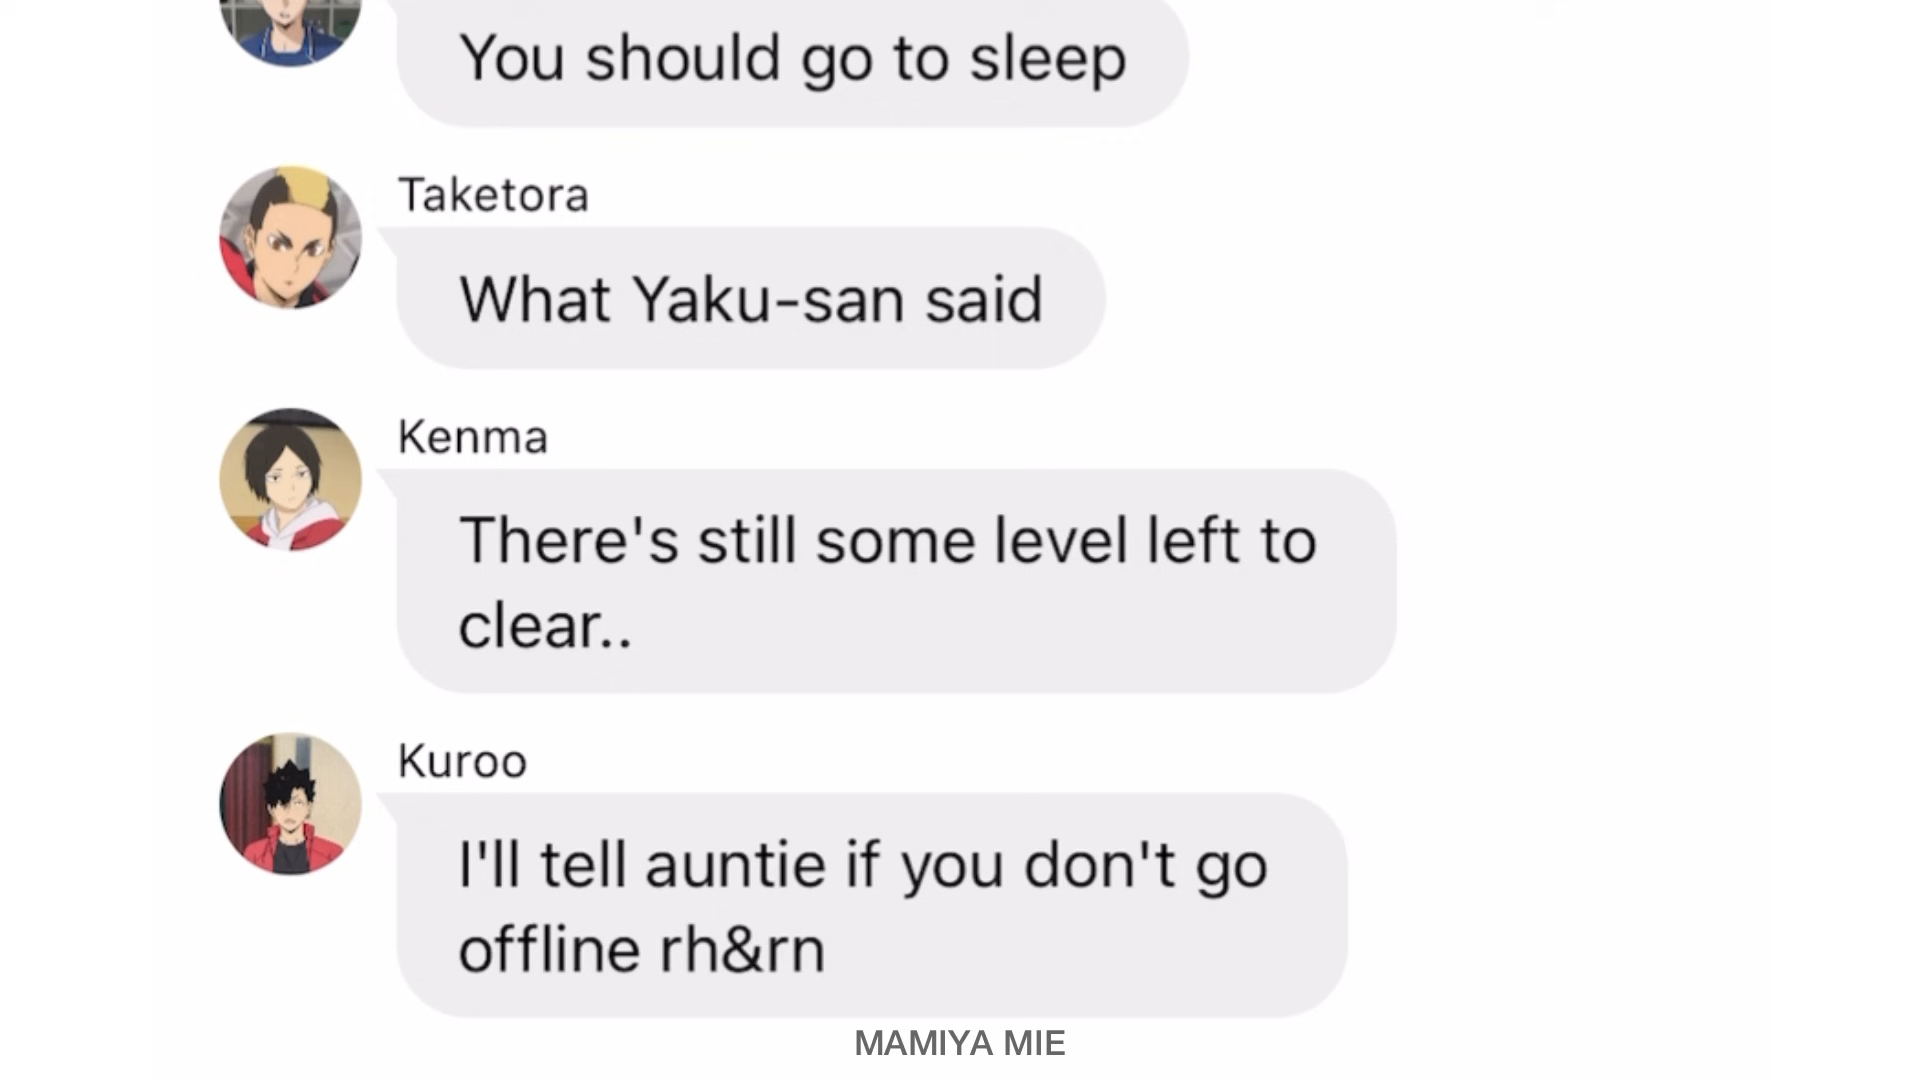 You should go to sleep
Taketora
What Yaku-san said
Kenma
There's still some level left to
clear..
Kuroo
I'll tell auntie if you don't go
offline rh&rn
MAMIYA MIE